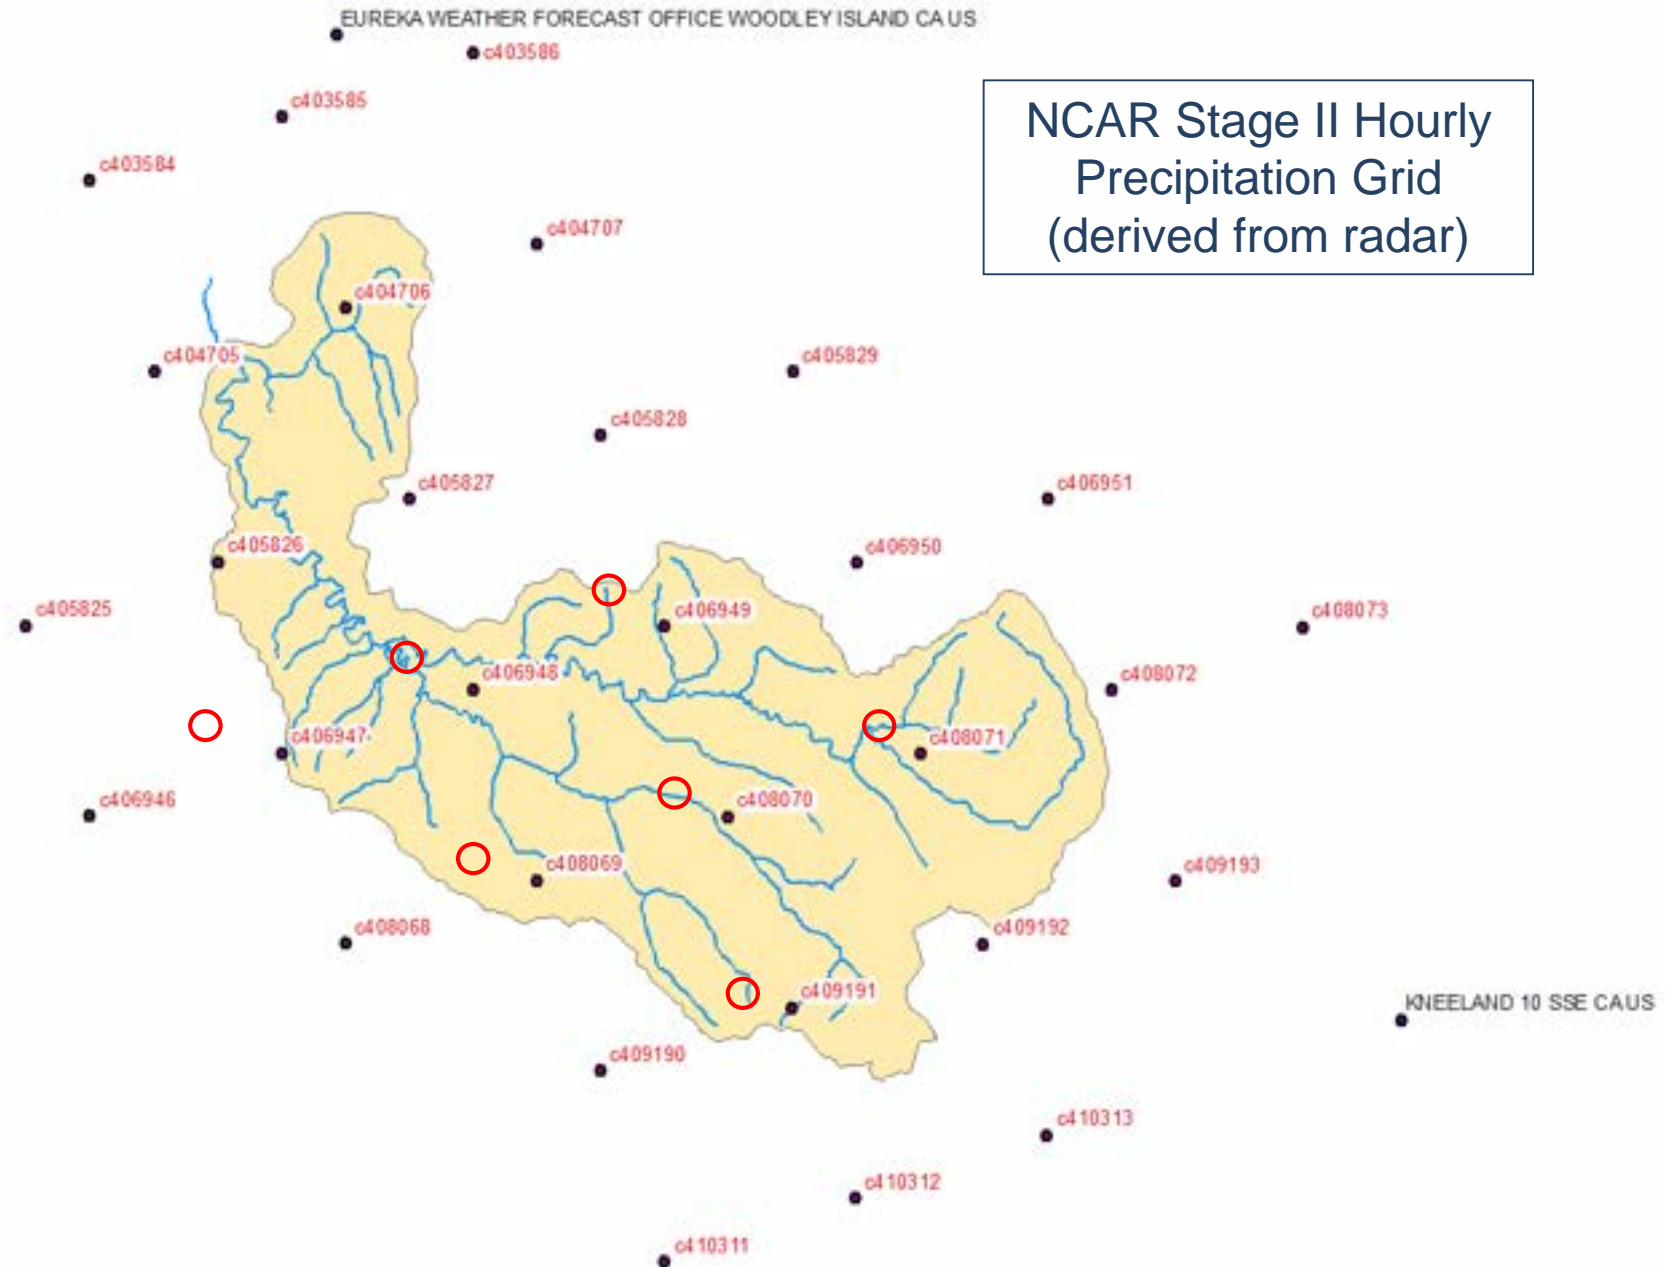 EUREKA WEATHER FORECAST OFFICE WOODLEY ISLAND CA US
c403586
c403585
NCAR Stage II Hourly
Precipitation Grid
(derived from radar)
c403584
c404707
c404706
c404705
c405829
c405828
c405827
c406951
c405826
c406950
c405825
c406949
c408073
c406948
c408072
c406947
c408071
c406946
c408070
c408069
c409193
c408068
c409192
c409191
KNEELAND 10 SSE CA US
c409190
c410313
c410312
c410311